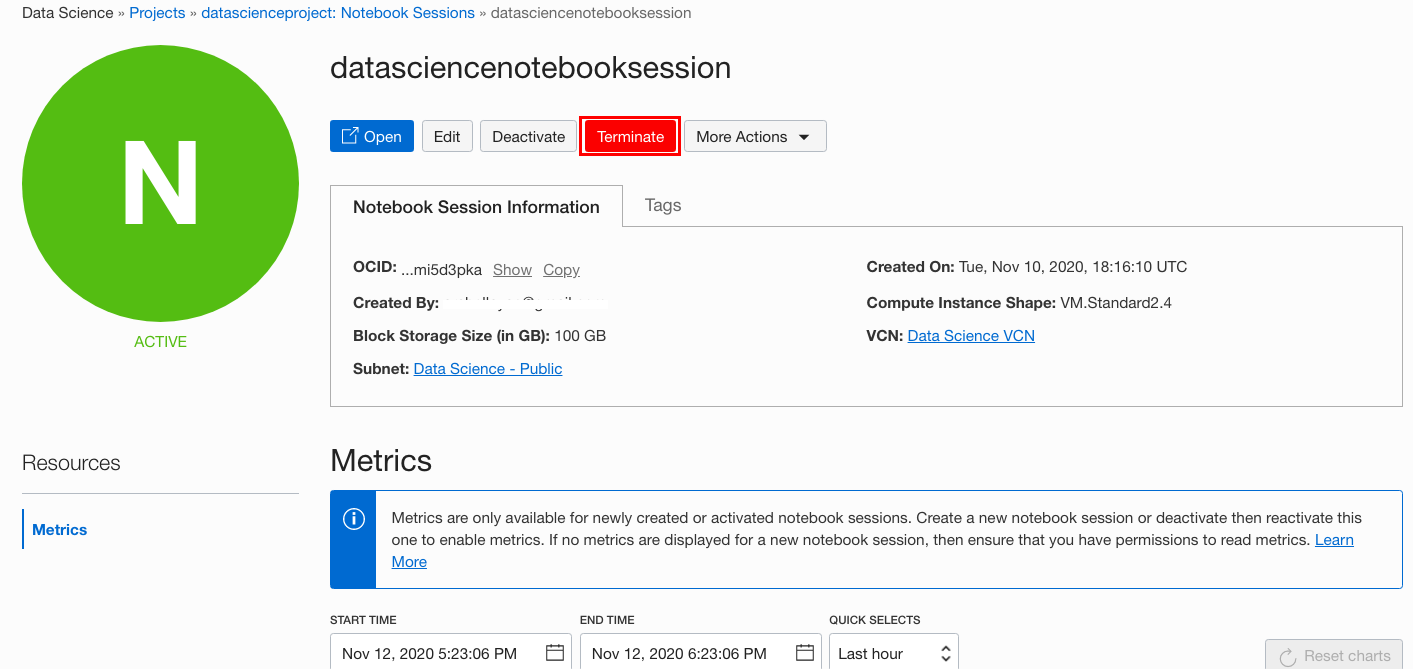 Data Science » Projects » datascienceproject: Notebook Sessions » datasciencenotebooksession
N
ACTIVE
datasciencenotebooksession
Open Edit Deactivate Terminate More Actions
Notebook Session Information Tags
OCID: ...mi5d3pka Show Copy
Created On: Tue, Nov 10, 2020, 18:16:10 UTC
Created By:
Compute Instance Shape: VM.Standard2.4
Block Storage Size (in GB): 100 GB
VCN: Data Science VCN
Subnet: Data Science - Public
Resources
Metrics
Metrics
Metrics are only available for newly created or activated notebook sessions. Create a new notebook session or deactivate then reactivate this
one to enable metrics. If no metrics are displayed for a new notebook session, then ensure that you have permissions to read metrics. Learn
More
START TIME END TIME QUICK SELECTS
Nov 12, 2020 5:23:06 PM Nov 12, 2020 6:23:06 PM Last hour Reset charts